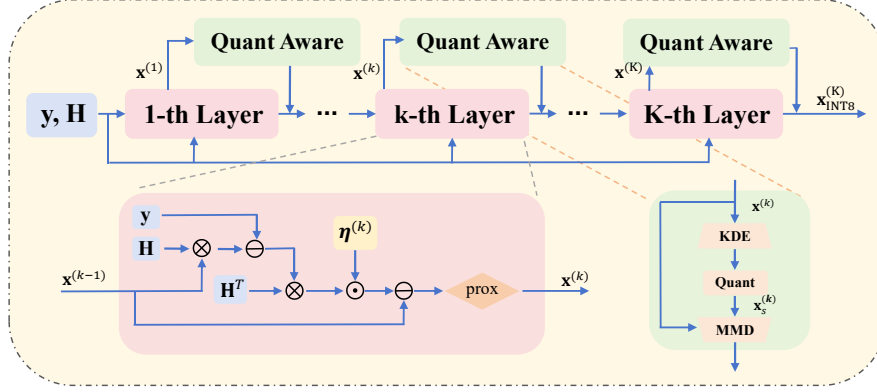 Quant Aware
Quant Aware
Quant Aware
x^(1)
x^(k)
x^(K)
y, H
1-th Layer
...
k-th Layer
...
K-th Layer
x_INT8^(K)
y
H
η^(k)
x^(k-1)
H^T
prox
x^(k)
x^(k)
KDE
Quant
x_s^(k)
MMD